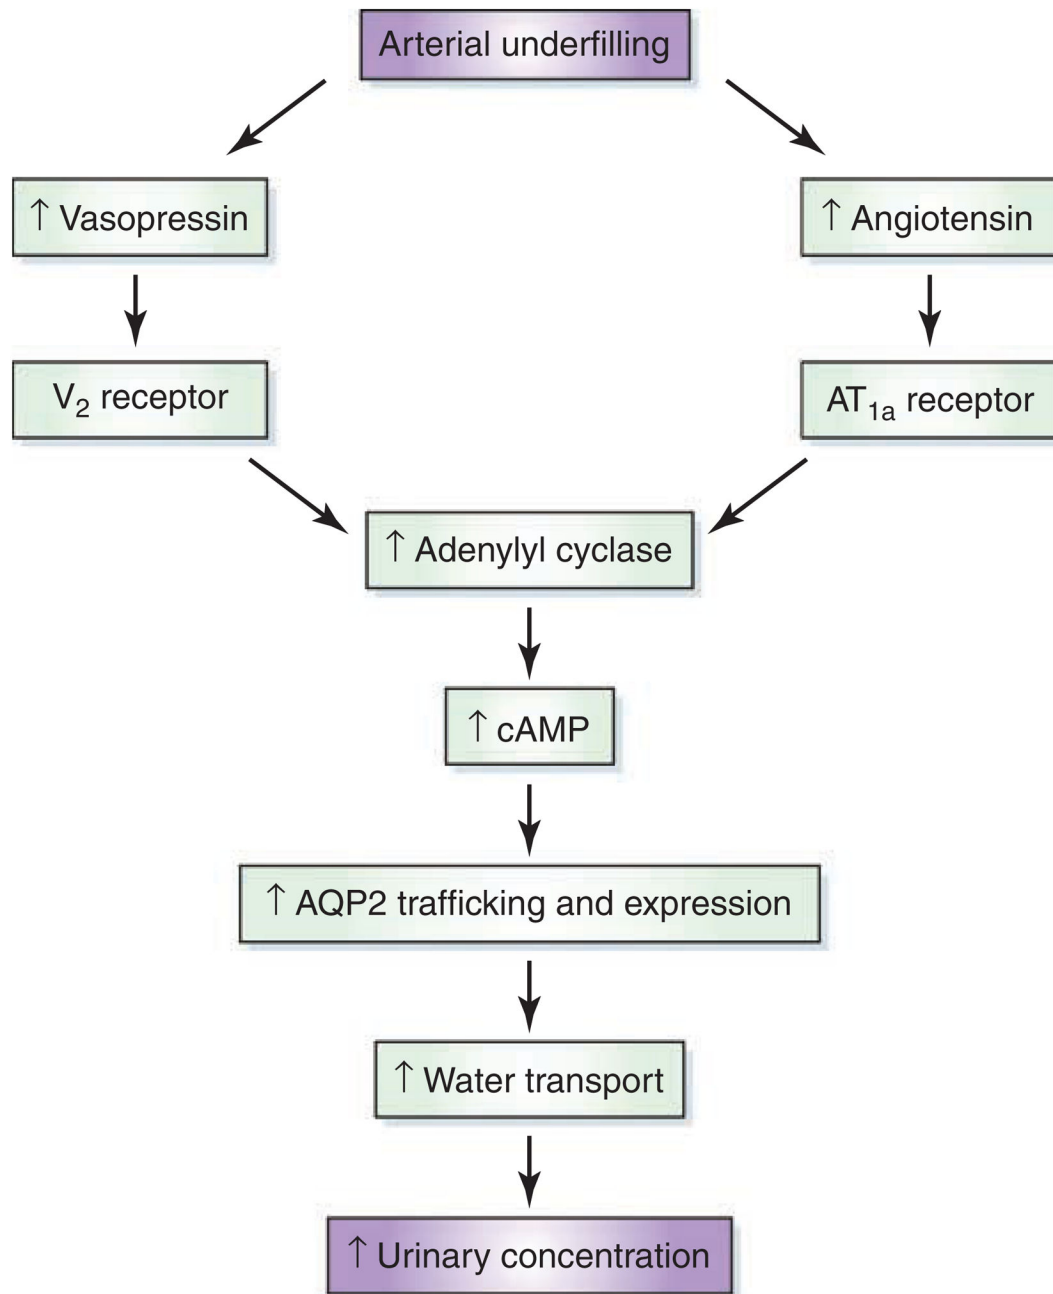 Arterial underfilling
↑ Vasopressin
↑ Angiotensin
V₂ receptor
AT₁ₐ receptor
↑ Adenylyl cyclase
↑ cAMP
↑ AQP2 trafficking and expression
↑ Water transport
↑ Urinary concentration